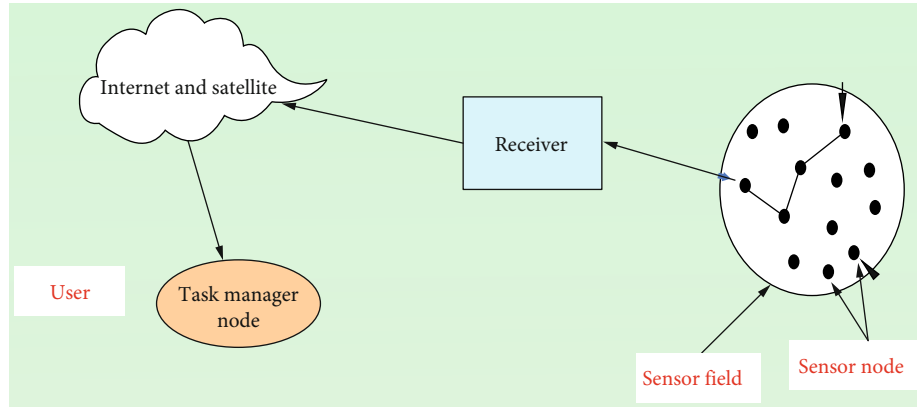 Internet and satellite
Receiver
User
Task manager
node
Sensor field
Sensor node